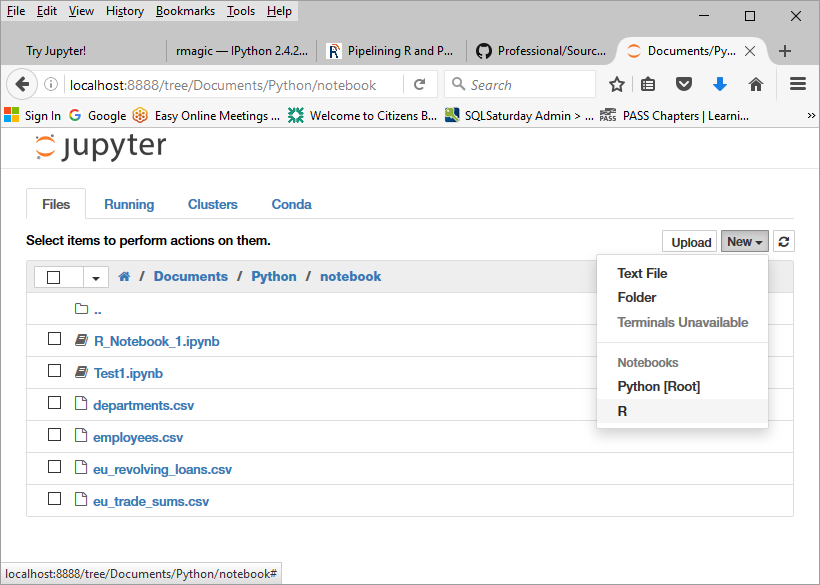 File Edit View History Bookmarks Tools Help
Try Jupyter! rmagic — IPython 2.4.2... Pipelining R and P... Professional/Sourc... Documents/Py...
localhost:8888/tree/Documents/Python/notebook Search
Sign In Google Easy Online Meetings ... Welcome to Citizens B... SQLSaturday Admin > ... PASS PASS Chapters | Learni... »
jupyter
Files Running Clusters Conda
Select items to perform actions on them. Upload New
/ Documents / Python / notebook
Text File
Folder
Terminals Unavailable
Notebooks
Python [Root]
R
..
R_Notebook_1.ipynb
Test1.ipynb
departments.csv
employees.csv
eu_revolving_loans.csv
eu_trade_sums.csv
localhost:8888/tree/Documents/Python/notebook#